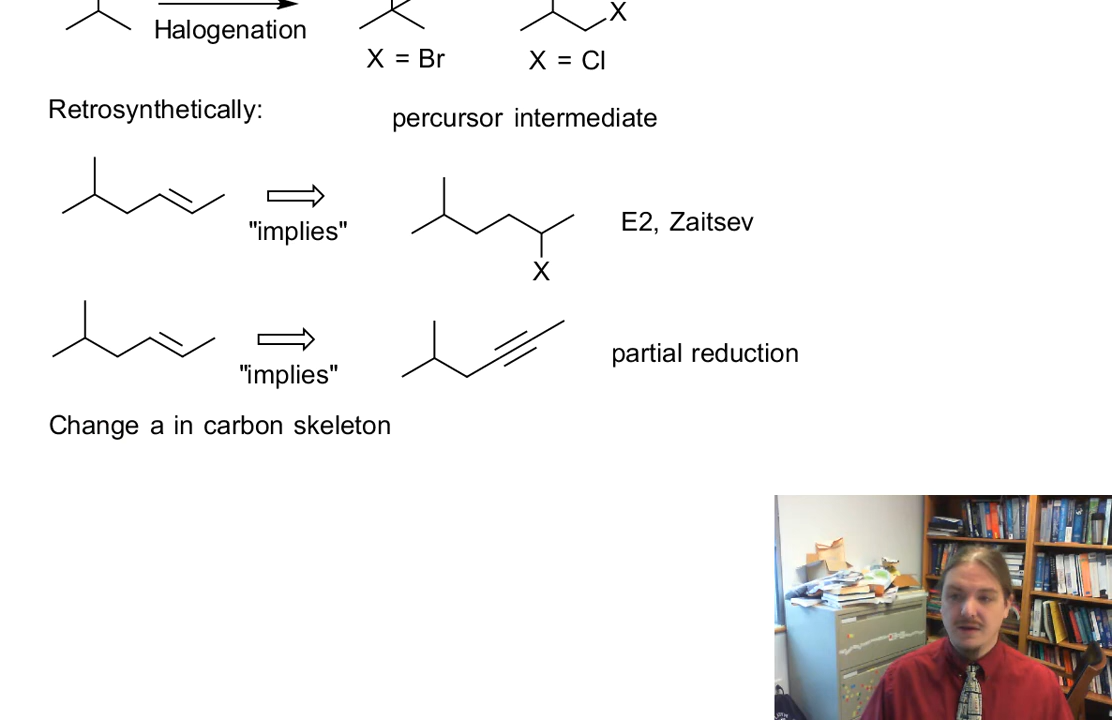 X
Halogenation
X = Br
X = Cl
Retrosynthetically:
percursor intermediate
"implies"
E2, Zaitsev
X
"implies"
partial reduction
Change a in carbon skeleton